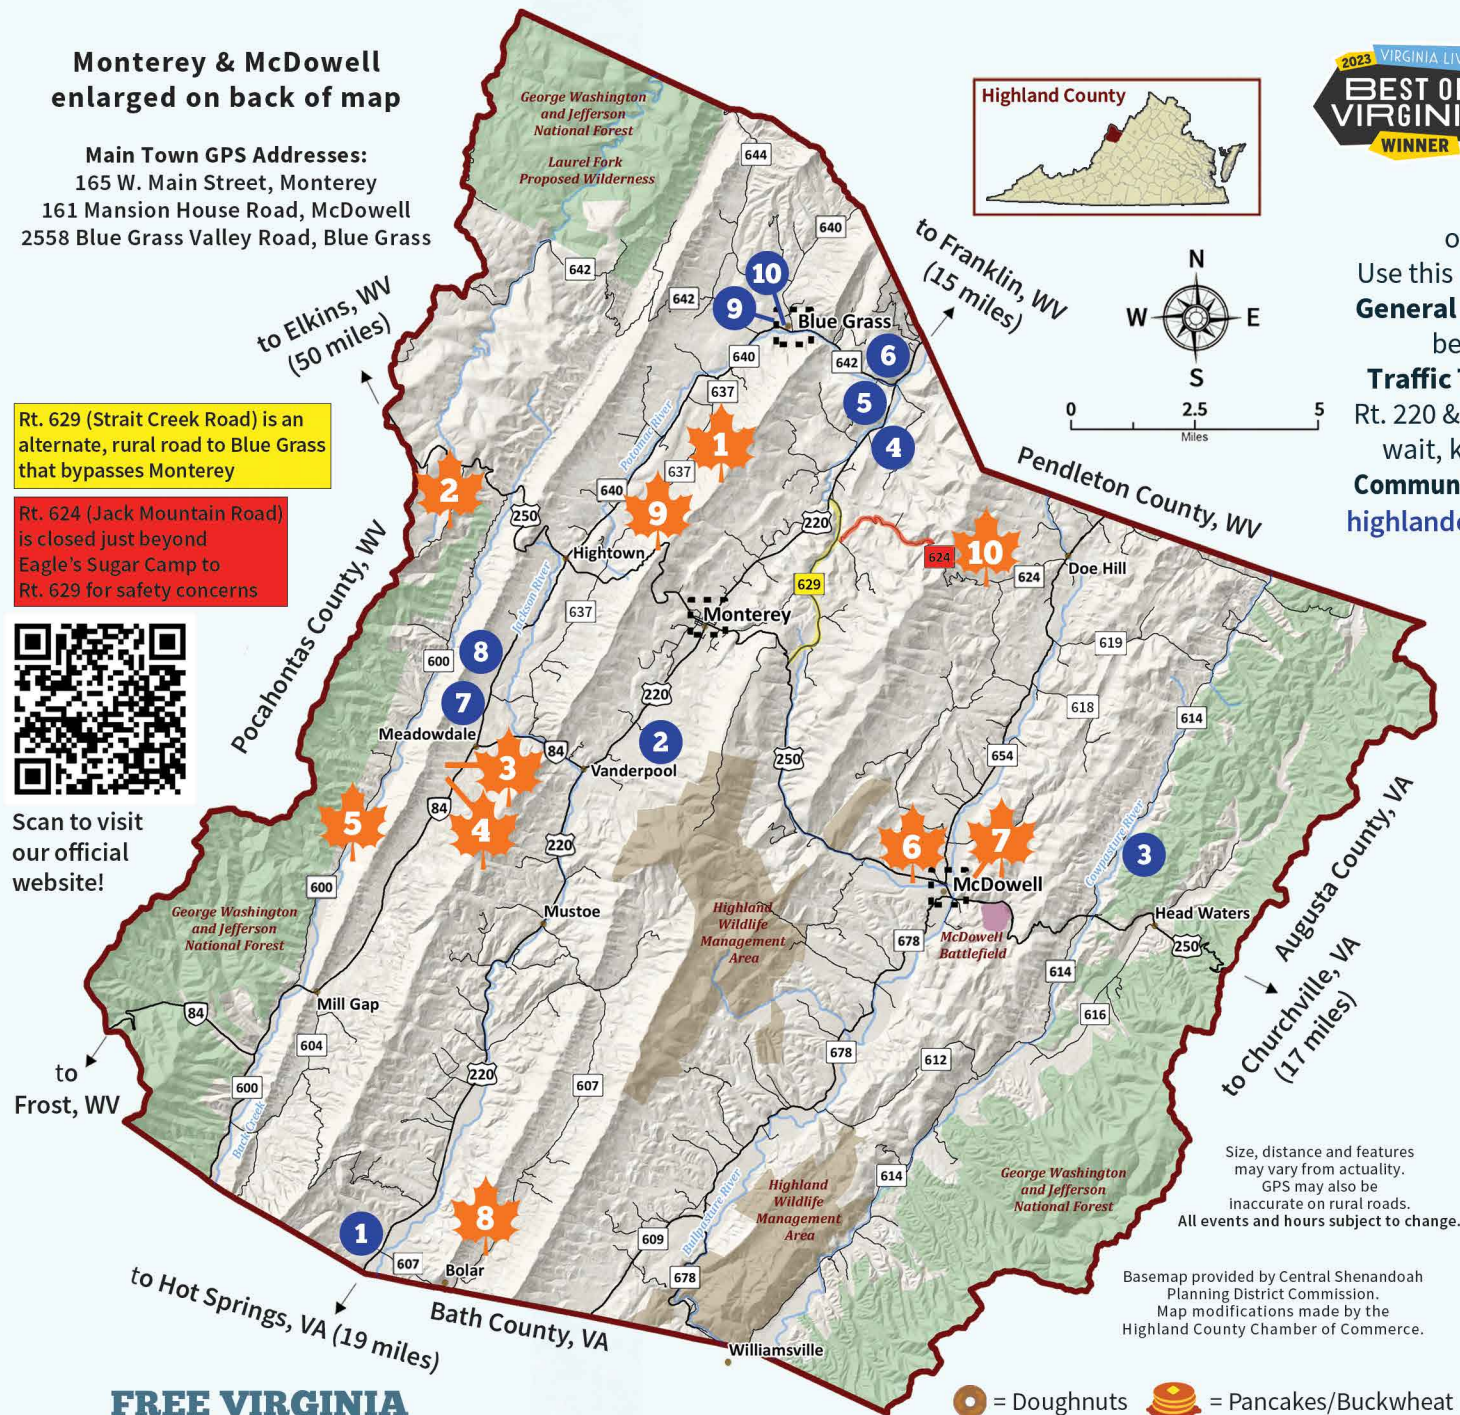 Monterey & McDowell
enlarged on back of map
Main Town GPS Addresses:
165 W. Main Street, Monterey
161 Mansion House Road, McDowell
2558 Blue Grass Valley Road, Blue Grass
Highland County
2023 VIRGINIA
BEST
WINNER
Use this
General
Traffic
Rt. 220 &
wait,
N
W E
S
0 2.5 5
Miles
to Elkins, WV
(50 miles)
to Franklin, WV
(15 miles)
Pendleton County, WV
Rt. 629 (Strait Creek Road) is an
alternate, rural road to Blue Grass
that bypasses Monterey
Rt. 624 (Jack Mountain Road)
is closed just beyond
Eagle's Sugar Camp to
Rt. 629 for safety concerns
Pocahontas County, WV
Scan to visit
our official
website!
George Washington
and Jefferson
National Forest
Laurel Fork
Proposed Wilderness
644
640
642
642
10
9
Blue Grass
640
642
6
637
5
Potomac River
1
4
637
2
640
9
250
220
10
Hightown
624
624
Doe Hill
629
Jackson River
637
Monterey
619
600
8
220
618
614
7
Meadowdale
2
84
3
Vanderpool
250
654
84
4
5
220
6
7
Cowpasture River
3
600
McDowell
George Washington
and Jefferson
National Forest
Mustoe
Highland
Wildlife
Management
Area
678
McDowell
Battlefield
Head Waters
250
614
Mill Gap
84
616
604
678
612
220
607
600
Back Creek
614
Augusta County, VA
to Churchville, VA
(17 miles)
to
Frost, WV
George Washington
and Jefferson
National Forest
Highland
Wildlife
Management
Area
Bullpasture River
8
1
609
607
Bolar
678
Williamsville
to Hot Springs, VA (19 miles)
Bath County, VA
Size, distance and features
may vary from actuality.
GPS may also be
inaccurate on rural roads.
All events and hours subject to change.
Basemap provided by Central Shenandoah
Planning District Commission.
Map modifications made by the
Highland County Chamber of Commerce.
FREE VIRGINIA
= Doughnuts = Pancakes/Buckwheat